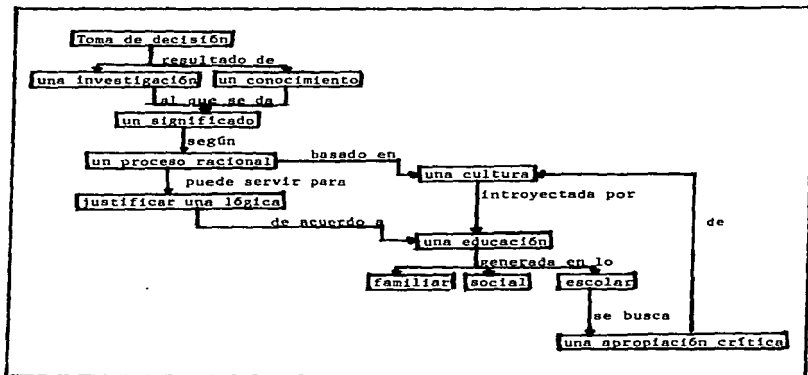 Toma de decisión
resultado de
una investigación un conocimiento
al que se da
un significado
según
un proceso racional basado en una cultura
puede servir para introyectada por
justificar una lógica
de acuerdo a de
una educación
generada en lo
familiar social escolar
se busca
una apropiación crítica